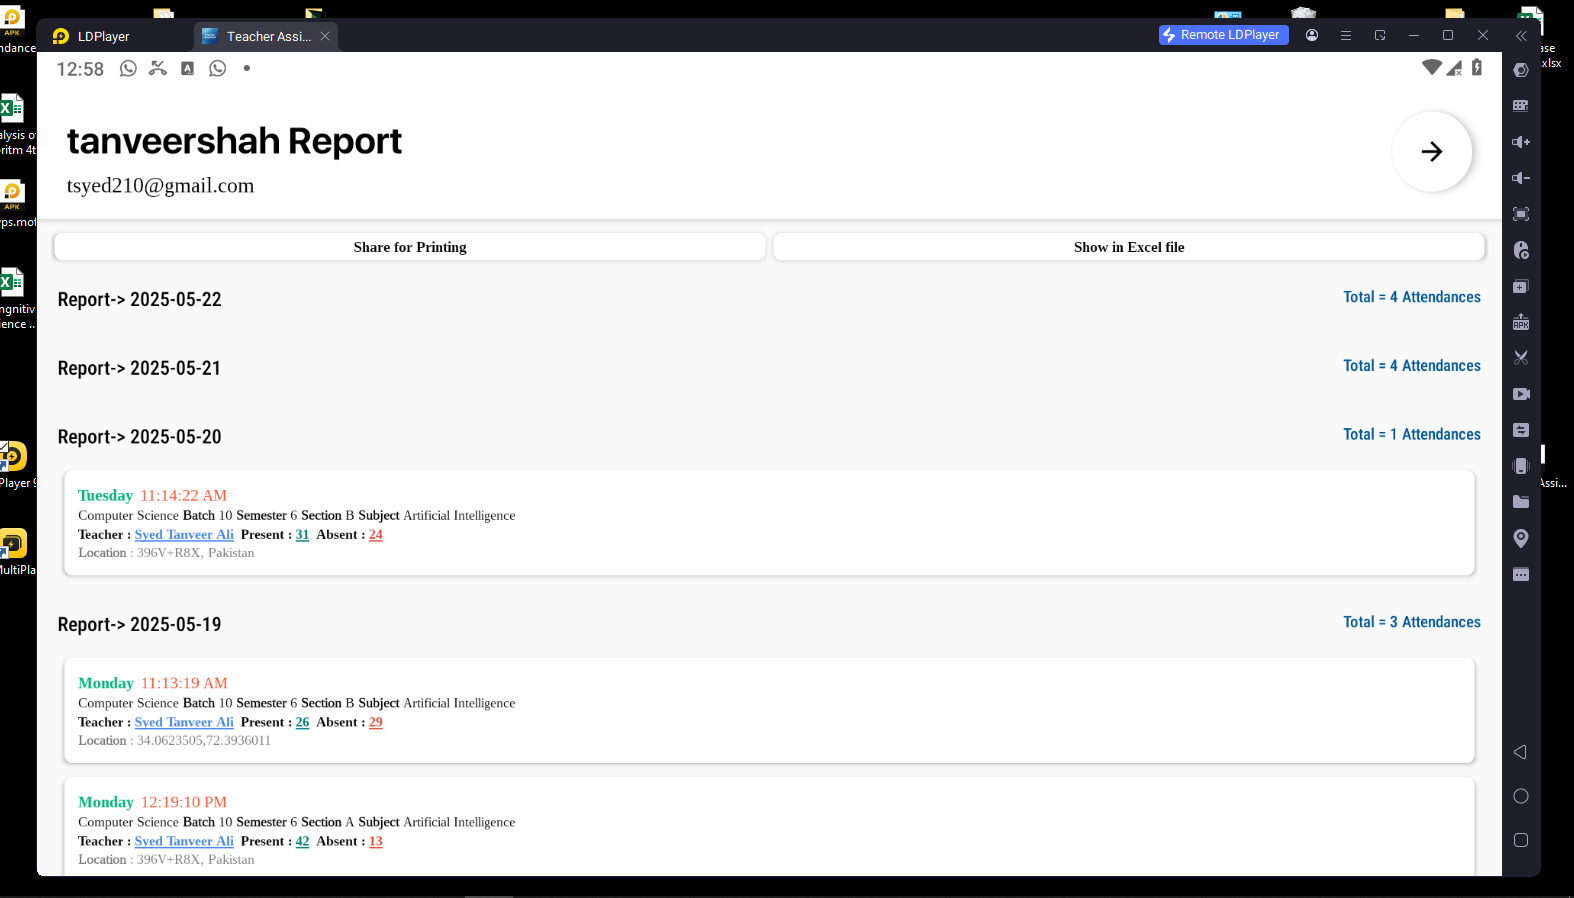 LDPlayer
Teacher Assi...
Remote LDPlayer
12:58
tanveershah Report
tsyed210@gmail.com
Share for Printing
Show in Excel file
Report-> 2025-05-22
Total = 4 Attendances
Report-> 2025-05-21
Total = 4 Attendances
Report-> 2025-05-20
Total = 1 Attendances
Tuesday 11:14:22 AM
Computer Science Batch 10 Semester 6 Section B Subject Artificial Intelligence
Teacher : Syed Tanveer Ali Present : 31 Absent : 24
Location : 396V+R8X, Pakistan
Report-> 2025-05-19
Total = 3 Attendances
Monday 11:13:19 AM
Computer Science Batch 10 Semester 6 Section B Subject Artificial Intelligence
Teacher : Syed Tanveer Ali Present : 26 Absent : 29
Location : 34.0623505,72.3936011
Monday 12:19:10 PM
Computer Science Batch 10 Semester 6 Section A Subject Artificial Intelligence
Teacher : Syed Tanveer Ali Present : 42 Absent : 13
Location : 396V+R8X, Pakistan
APK
ndance
alysis o
ritm 4t
APK
ngnitiv
ience ..
Player 9
MultiPla
ase
xlsx
Assi...
APK